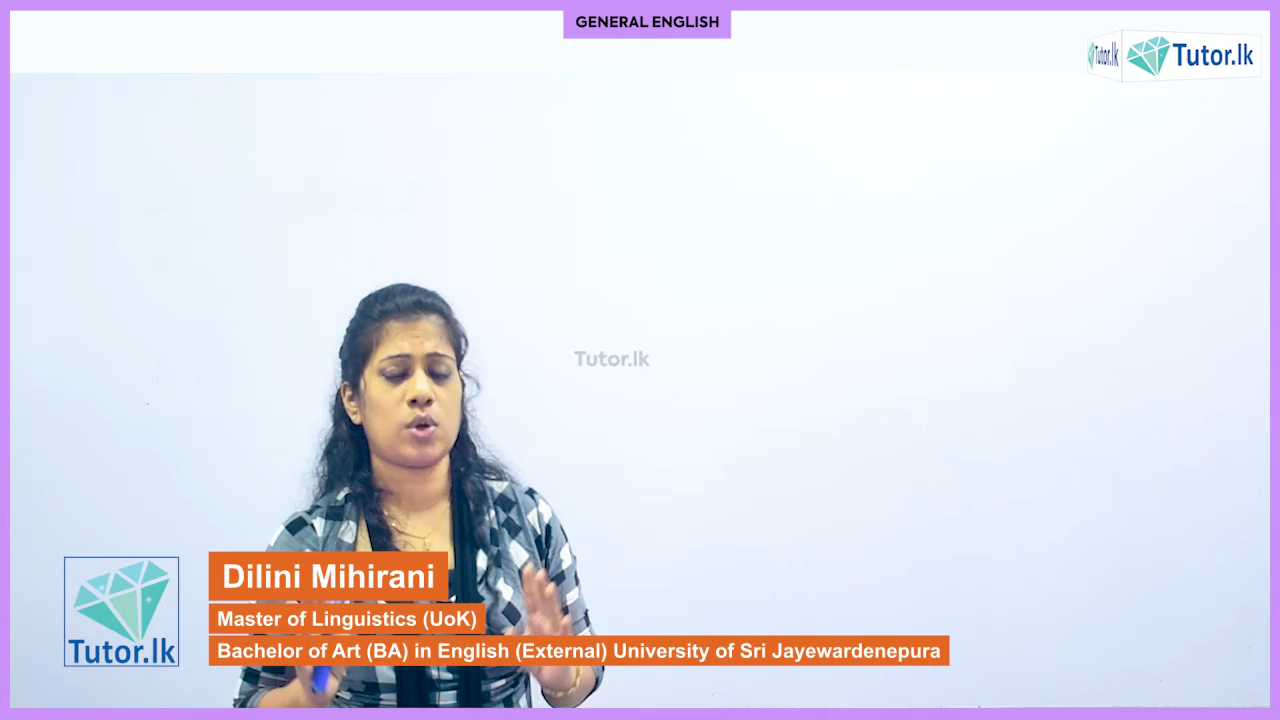 GENERAL ENGLISH
Tutor.lk
Tutor.lk
Tutor.lk
Dilini Mihirani
Master of Linguistics (UoK)
Bachelor of Art (BA) in English (External) University of Sri Jayewardenepura
Tutor.lk